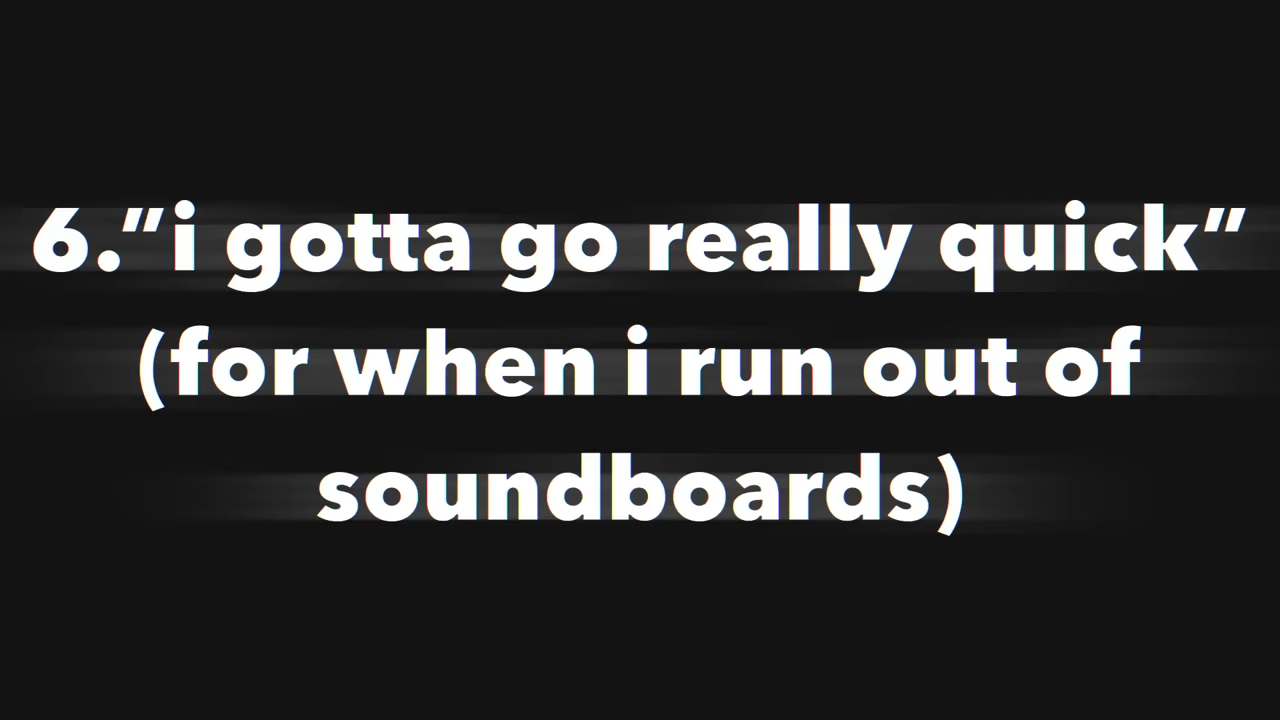 6.“i gotta go really quick”
(for when i run out of
soundboards)